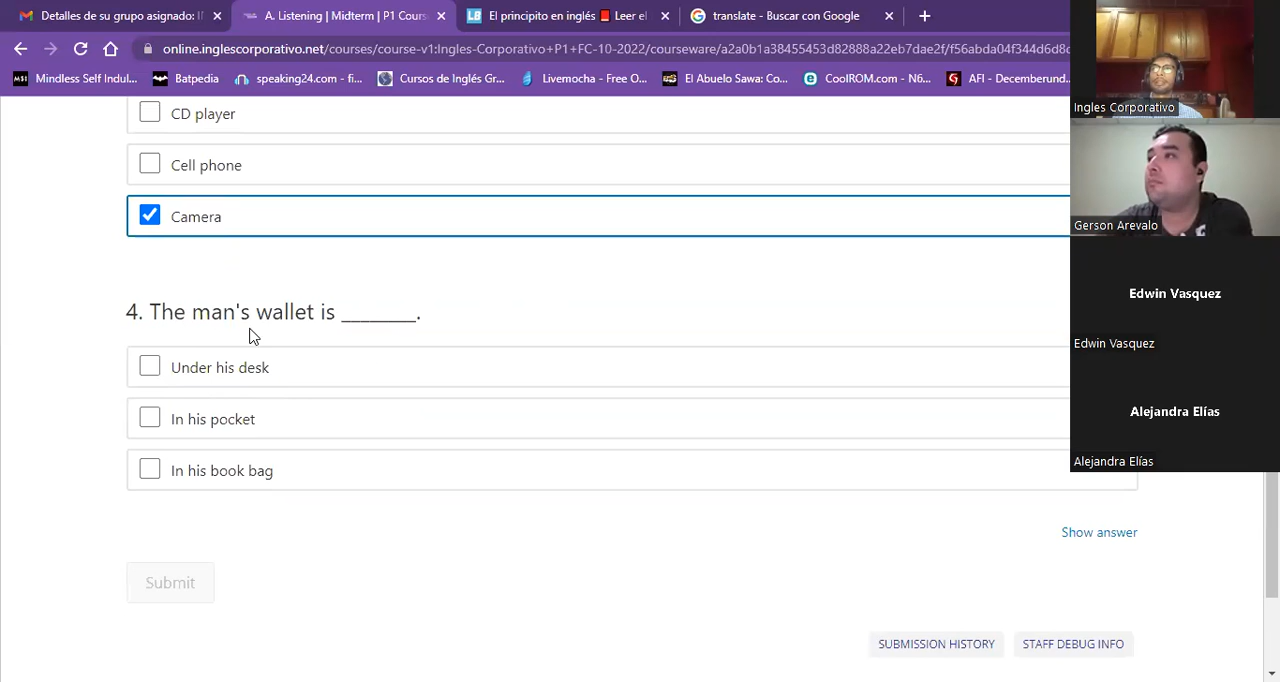 Detalles de su grupo asignado: I
A. Listening | Midterm | P1 Cours
El principito en inglés 📕 Leer el
translate - Buscar con Google
online.inglescorporativo.net/courses/course-v1:Ingles-Corporativo+P1+FC-10-2022/courseware/a2a0b1a38455453d82888a22eb7dae2f/f56abda04f344d6d8c
Mindless Self Indul...
Batpedia
speaking24.com - fi...
Cursos de Inglés Gr...
Livemocha - Free O...
El Abuelo Sawa: Co...
CoolROM.com - N6...
AFI - Decemberund...
CD player
Cell phone
Camera
4. The man's wallet is ________.
Under his desk
In his pocket
In his book bag
Show answer
Submit
SUBMISSION HISTORY
STAFF DEBUG INFO
Ingles Corporativo
Gerson Arevalo
Edwin Vasquez
Edwin Vasquez
Alejandra Elías
Alejandra Elías